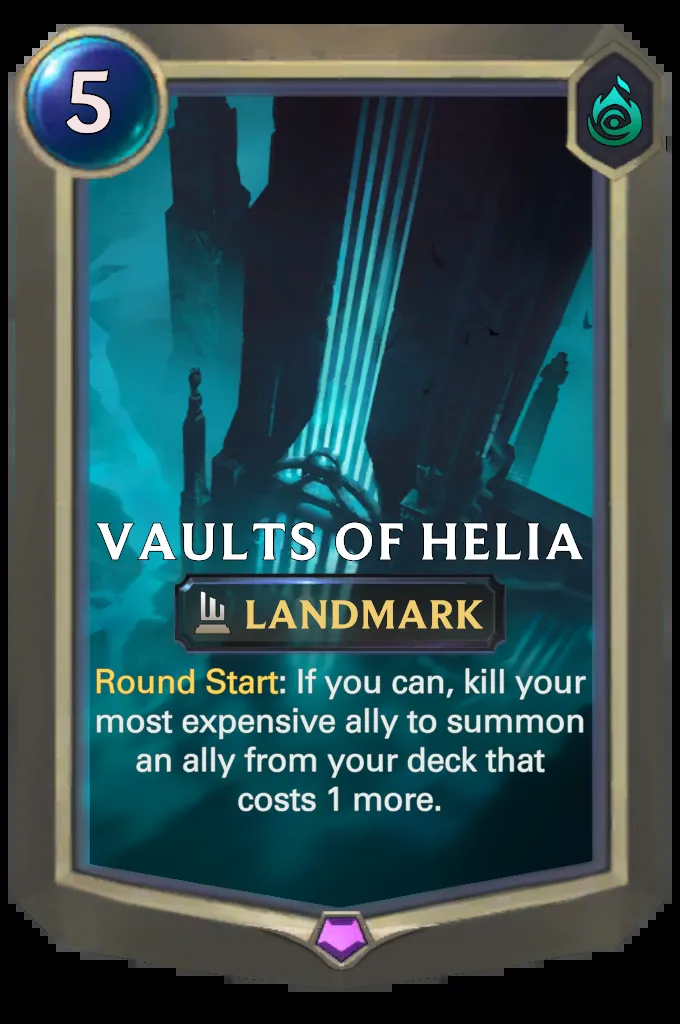 5
VAULTS OF HELIA
LANDMARK
Round Start: If you can, kill your
most expensive ally to summon
an ally from your deck that
costs 1 more.